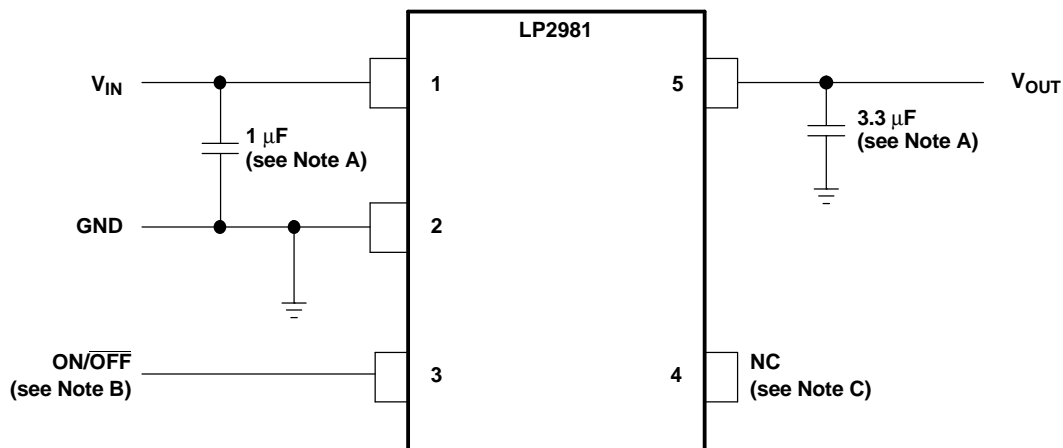 LP2981
V_IN
1
5
V_OUT
1 μF
(see Note A)
3.3 μF
(see Note A)
GND
2
ON/O̅F̅F̅
(see Note B)
3
4
NC
(see Note C)